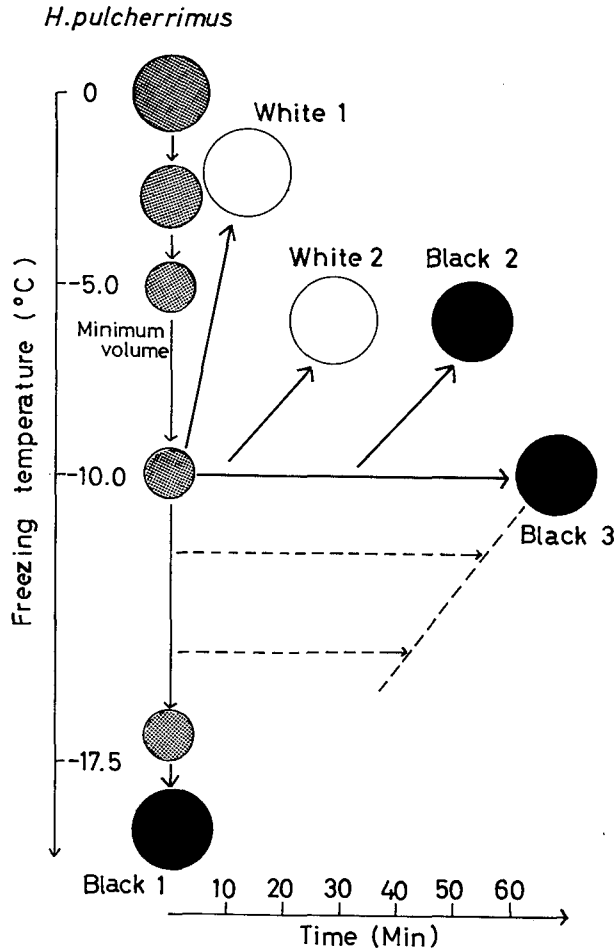 H.pulcherrimus
0
White 1
-5.0
White 2
Black 2
Minimum
volume
-10.0
Black 3
Freezing temperature (°C)
-17.5
Black 1
10 20 30 40 50 60
Time (Min)